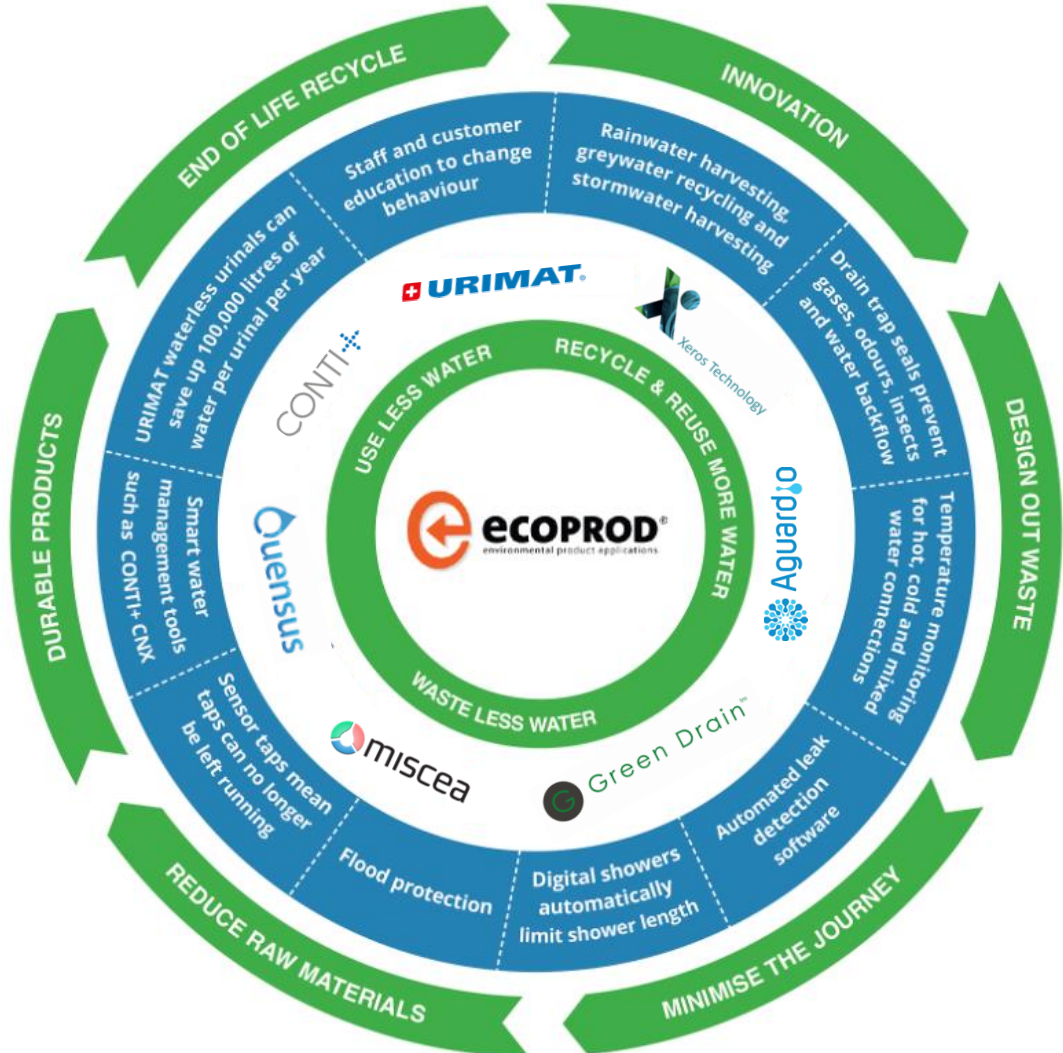 INNOVATION
DESIGN OUT WASTE
MINIMISE THE JOURNEY
REDUCE RAW MATERIALS
DURABLE PRODUCTS
END OF LIFE RECYCLE
Rainwater harvesting,
greywater recycling and
stormwater harvesting
Drain trap seals prevent
gases, odours, insects
and water backflow
Temperature monitoring
for hot, cold and mixed
water connections
Automated leak
detection
software
Digital showers
automatically
limit shower length
Flood protection
Sensor taps mean
taps can no longer
be left running
Smart water
management tools
such as CONTI+ CNX
URIMAT waterless urinals can
save up 100,000 litres of
water per urinal per year
Staff and customer
education to change
behaviour
URIMAT.
Xeros Technology
Aguardio
Green Drain™
miscea
Quensus
CONTI+
USE LESS WATER
RECYCLE & REUSE MORE WATER
WASTE LESS WATER
ecoprod®
environmental product applications